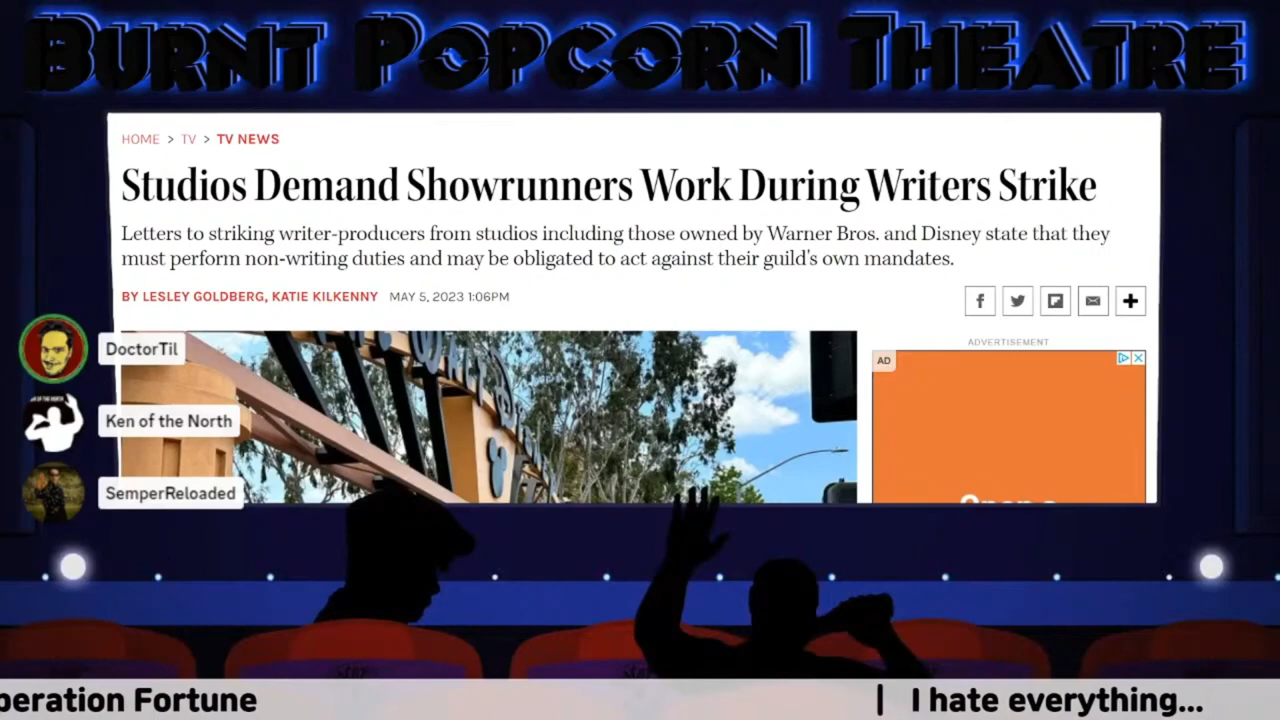 BURNT POPCORN THEATRE
HOME > TV > TV NEWS
Studios Demand Showrunners Work During Writers Strike
Letters to striking writer-producers from studios including those owned by Warner Bros. and Disney state that they
must perform non-writing duties and may be obligated to act against their guild's own mandates.
BY LESLEY GOLDBERG, KATIE KILKENNY MAY 5, 2023 1:06PM
ADVERTISEMENT
AD
DoctorTil
Ken of the North
SemperReloaded
peration Fortune | I hate everything...